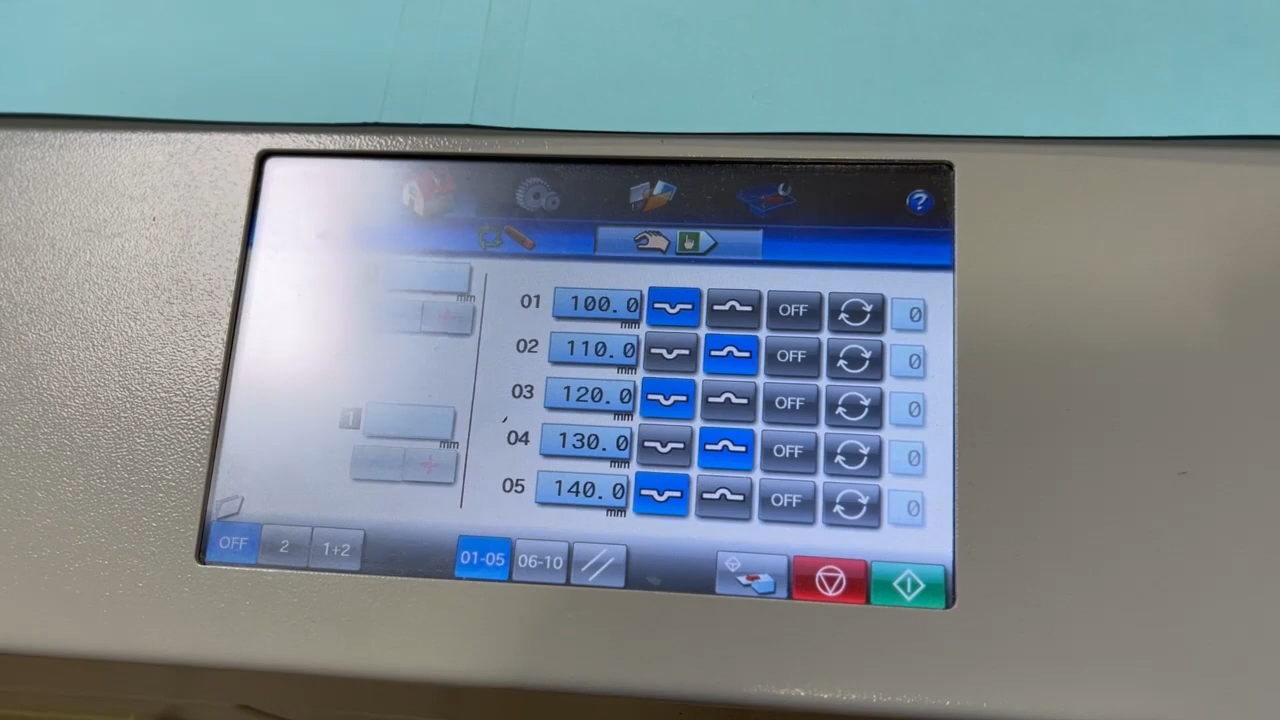 ?
mm
01 100.0 mm OFF 0
02 110.0 mm OFF 0
03 120.0 mm OFF 0
1
mm
04 130.0 mm OFF 0
05 140.0 mm OFF 0
OFF 2 1+2 01-05 06-10